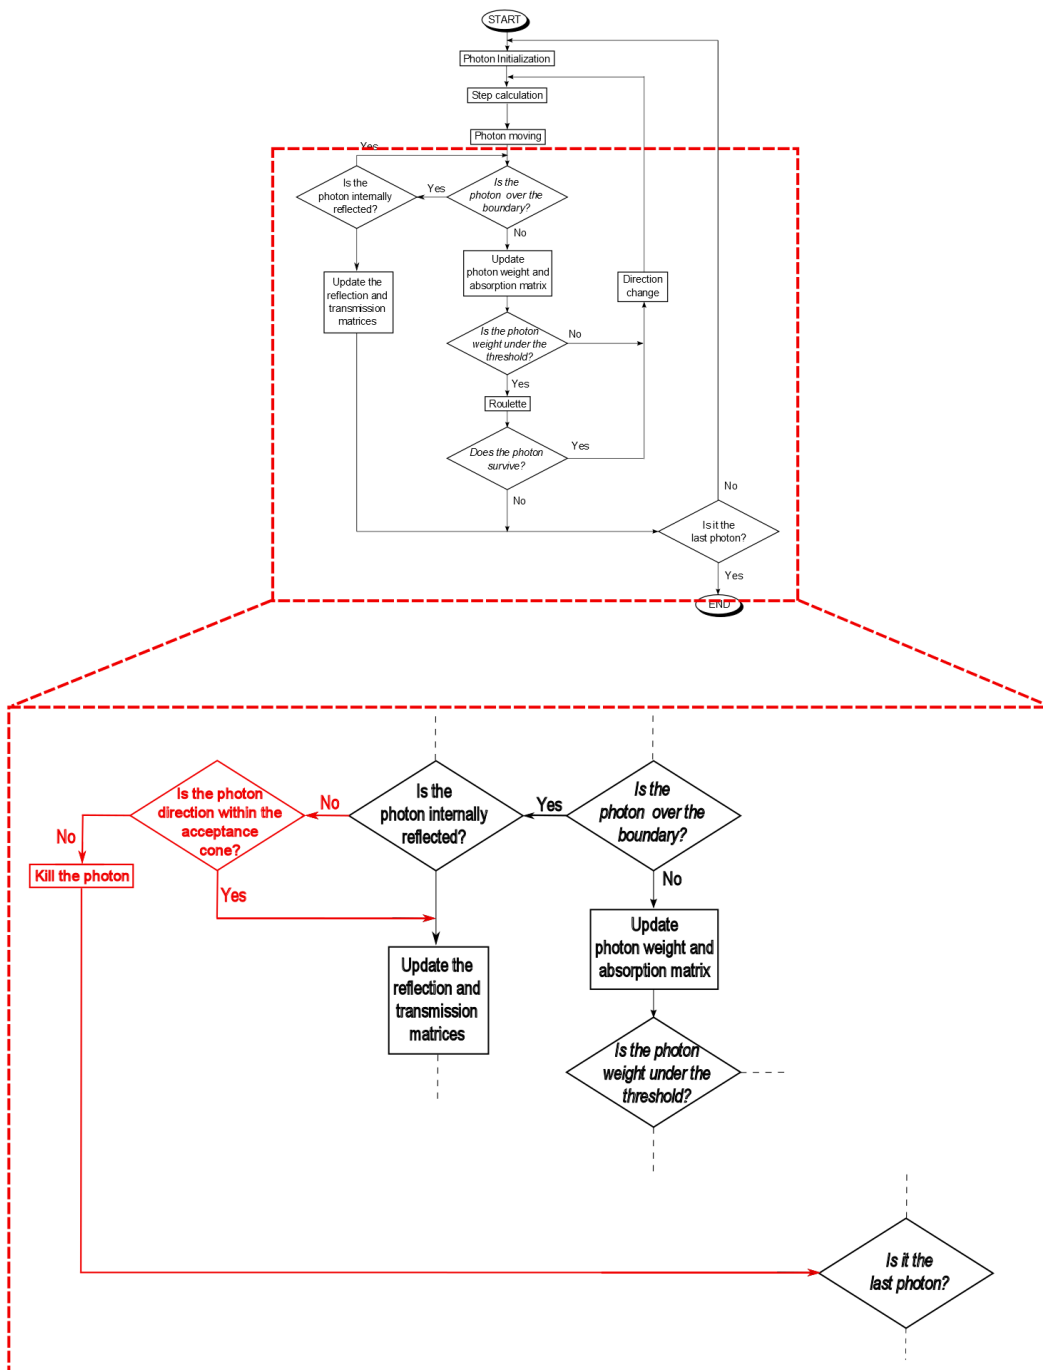 START
Photon Initialization
Step calculation
Photon moving
Yes
Is the
photon internally
reflected?
Yes
Is the
photon over the
boundary?
No
Update
photon weight and
absorption matrix
Direction
change
Update the
reflection and
transmission
matrices
Is the photon
weight under the
threshold?
No
Yes
Roulette
Does the photon
survive?
Yes
No
No
Is it the
last photon?
Yes
END
Is the photon
direction within the
acceptance
cone?
No
Is the
photon internally
reflected?
Yes
Is the
photon over the
boundary?
No
Kill the photon
Yes
No
Update
photon weight and
absorption matrix
Update the
reflection and
transmission
matrices
Is the photon
weight under the
threshold?
Is it the
last photon?